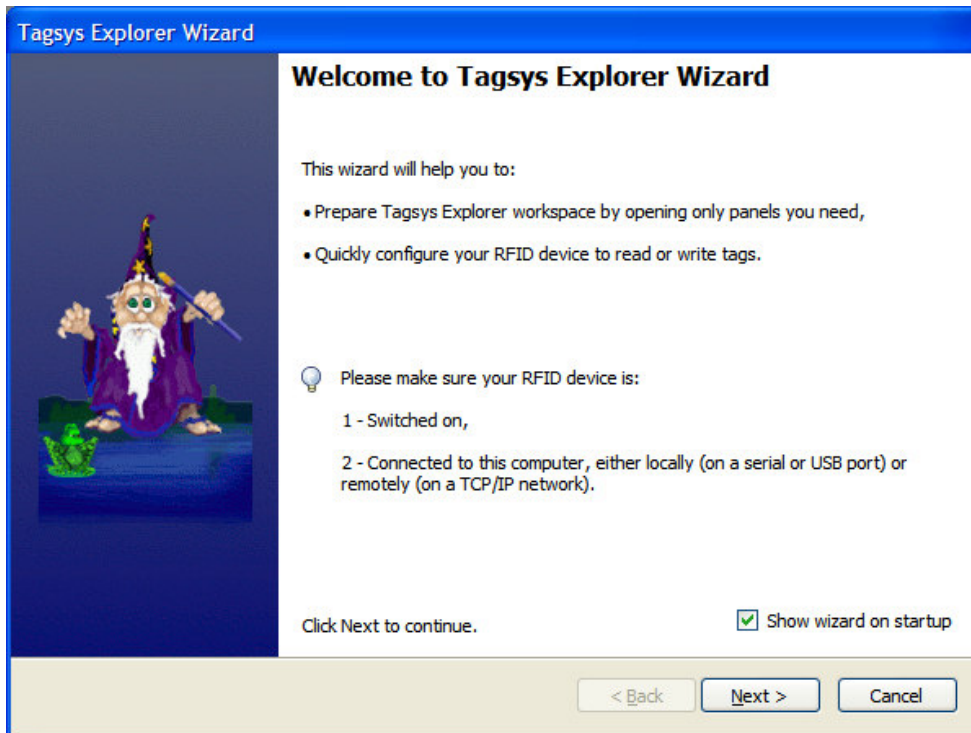 Tagsys Explorer Wizard
Welcome to Tagsys Explorer Wizard
This wizard will help you to:
• Prepare Tagsys Explorer workspace by opening only panels you need,
• Quickly configure your RFID device to read or write tags.
Please make sure your RFID device is:
1 - Switched on,
2 - Connected to this computer, either locally (on a serial or USB port) or
remotely (on a TCP/IP network).
Click Next to continue.
Show wizard on startup
< Back
Next >
Cancel